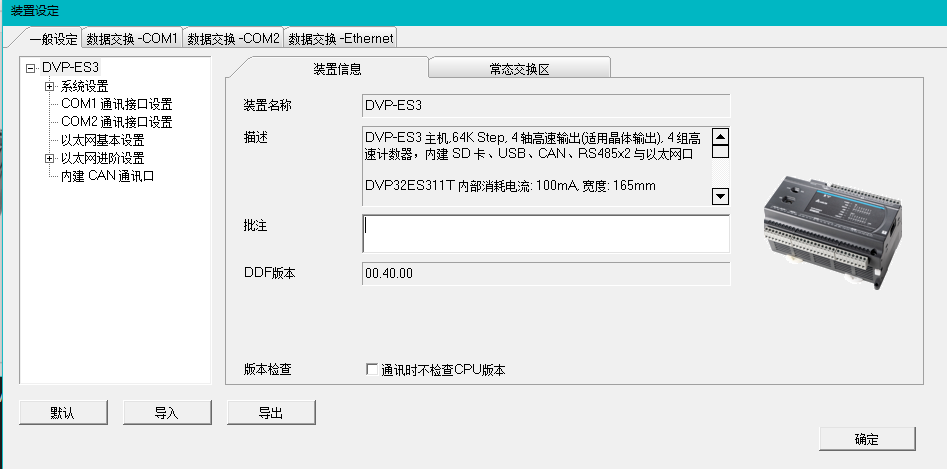 装置设定
一般设定 数据交换 -COM1 数据交换 -COM2 数据交换 -Ethernet
DVP-ES3
系统设置
COM1 通讯接口设置
COM2 通讯接口设置
以太网基本设置
以太网进阶设置
内建 CAN 通讯口
装置信息 常态交换区
装置名称 DVP-ES3
描述 DVP-ES3 主机,64K Step, 4 轴高速输出(适用晶体输出), 4 组高
速计数器，内建 SD 卡、USB、CAN、RS485x2 与以太网口
DVP32ES311T 内部消耗电流: 100mA, 宽度: 165mm
批注
DDF版本 00.40.00
版本检查 通讯时不检查CPU版本
默认 导入 导出
确定